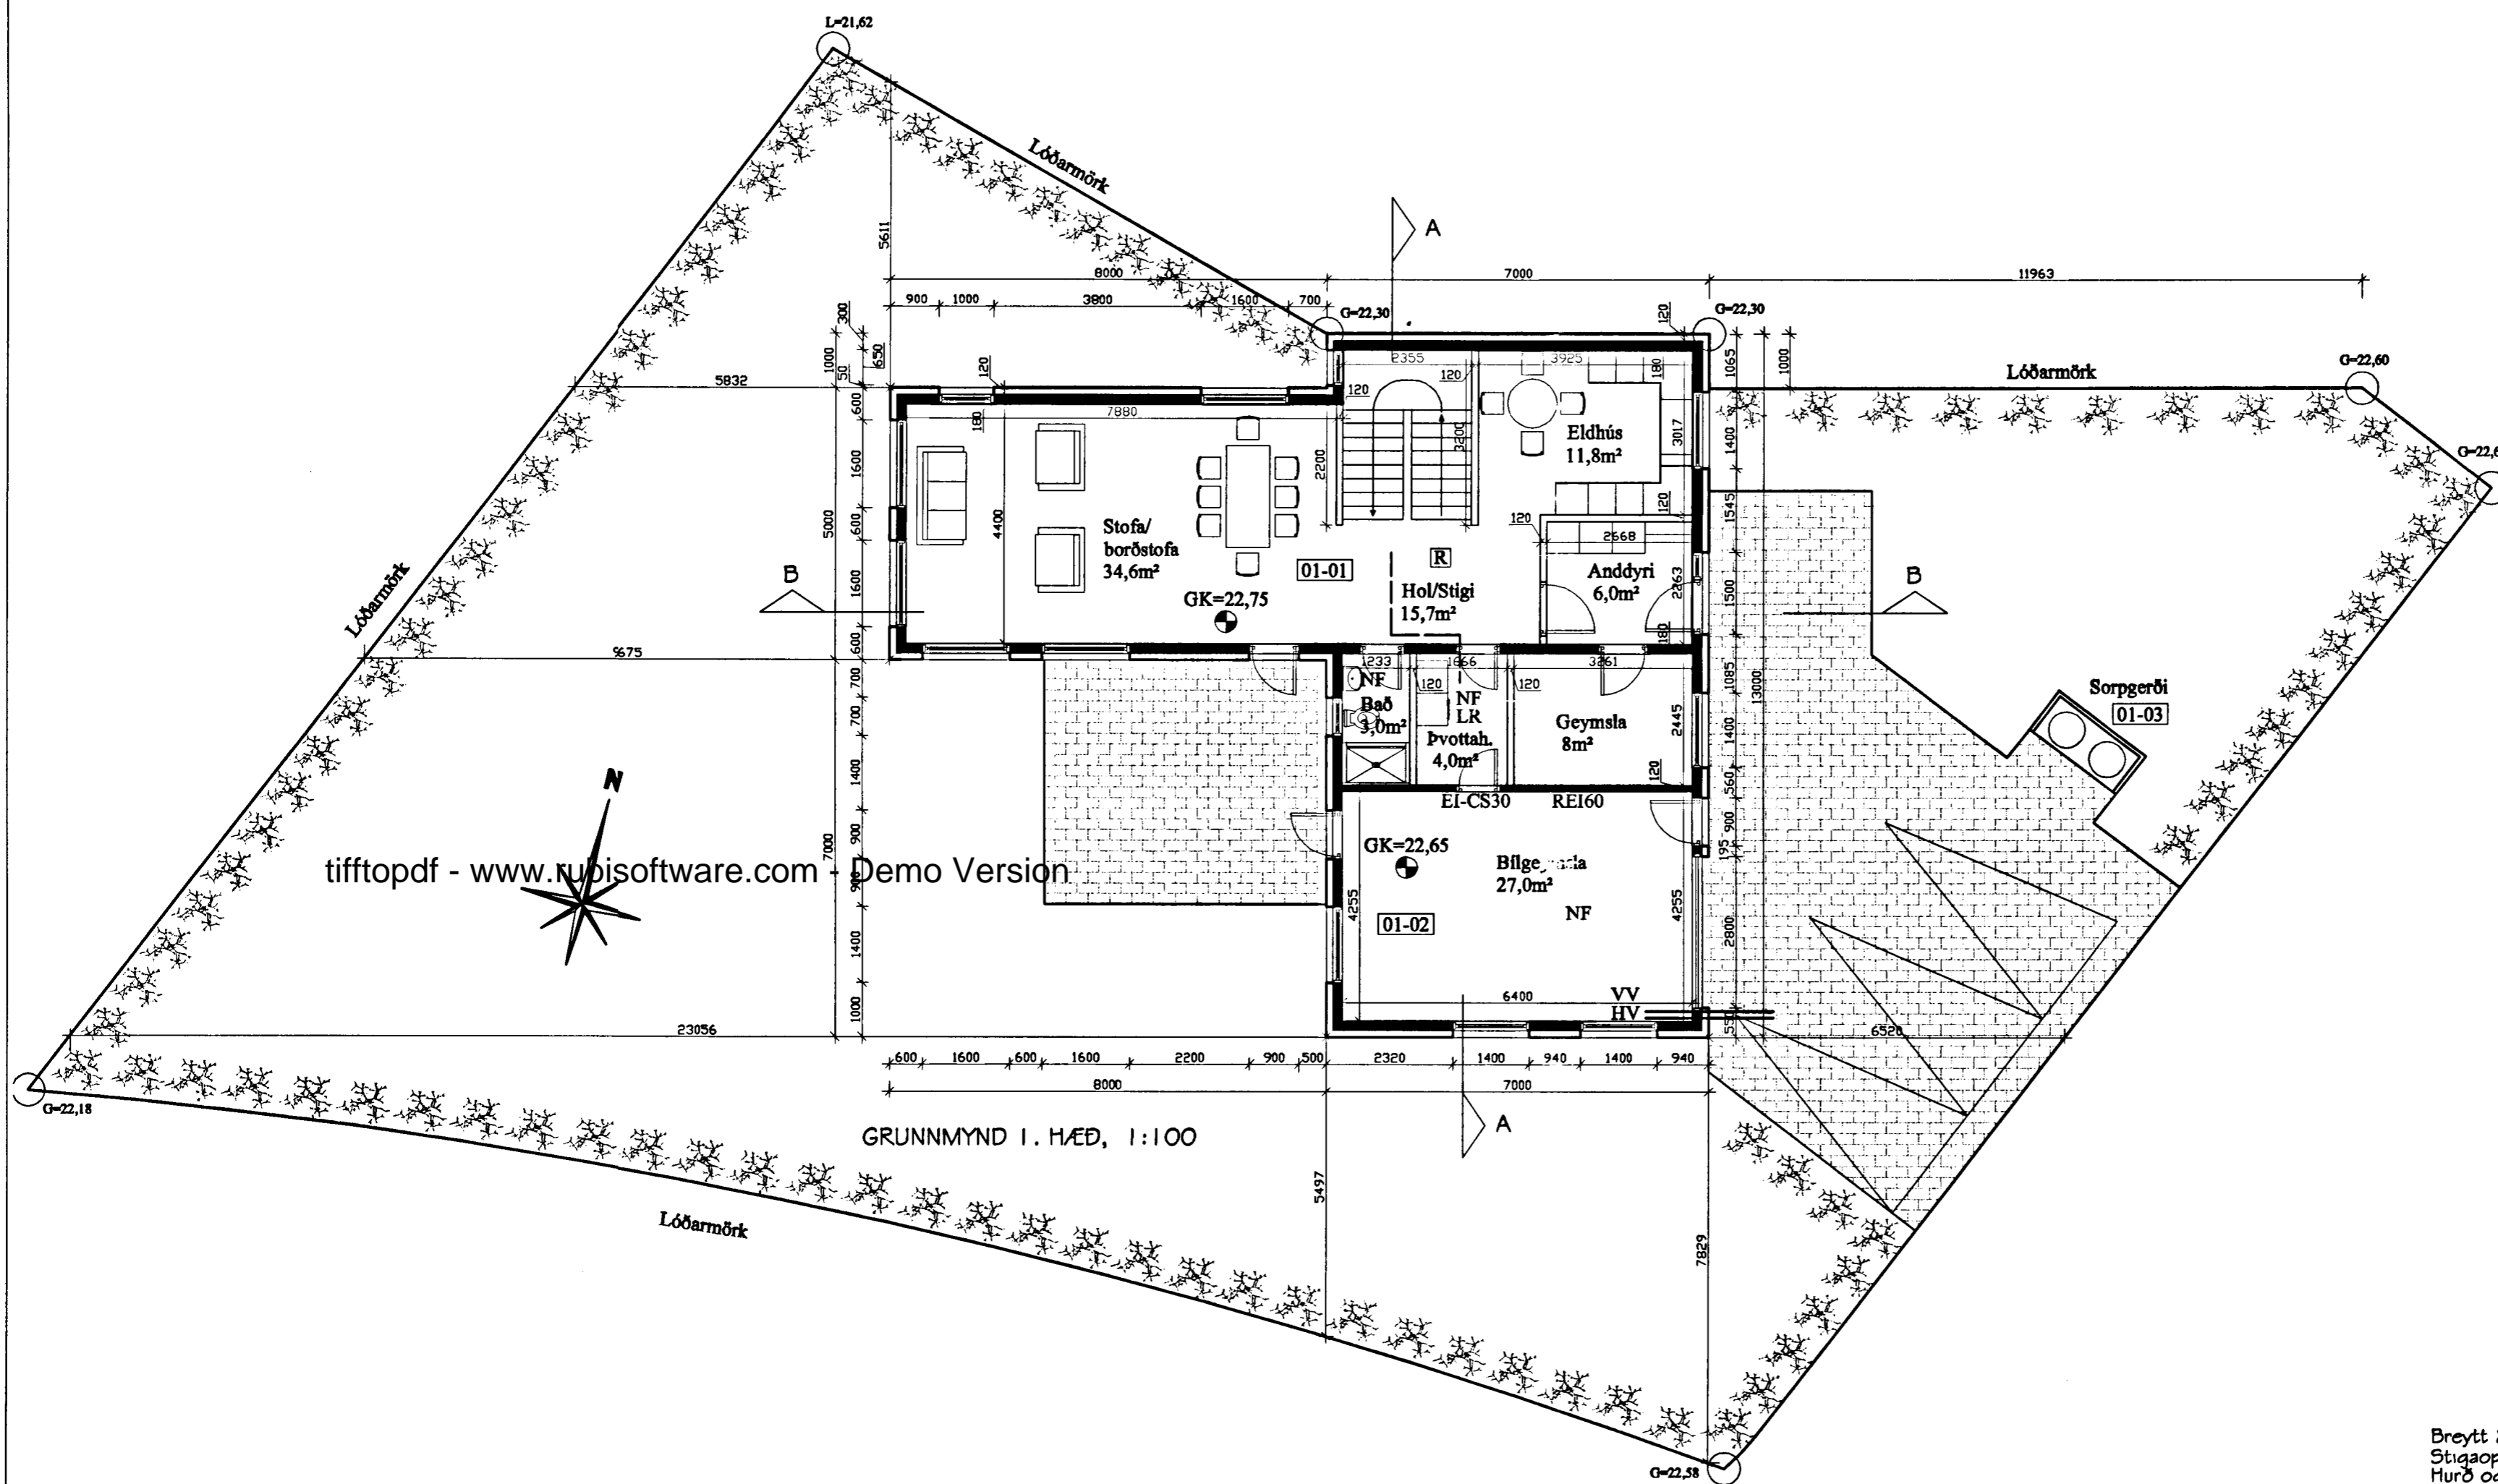 L=21,62
Lóðarmörk
A
5611
8000
7000
11963
900
1000
3800
1600
700
G=22,30
G=22,30
120
300
1000
650
50
120
1065
1000
G=22,60
Lóðarmörk
5832
2355
3925
180
120
120
7880
180
600
1600
600
1600
600
5000
4400
2200
3200
3017
1400
Eldhús
11,8m²
120
120
1545
Stofa/
borðstofa
34,6m²
01-01
R
2668
Anddyri
6,0m²
2263
1500
B
B
GK=22,75
Hol/Stigi
15,7m²
180
Lóðarmörk
9675
1233
1666
3261
NF
120
120
Bað
3,0m²
NF
LR
Þvottah.
4,0m²
Geymsla
8m²
2445
120
1085
13000
1400
560
Sorpgerði
01-03
700
700
1400
900
7000
900
1400
1000
N
EI-CS30
REI60
900
195
GK=22,65
27,0m²
NF
4255
4255
2800
01-02
tifftopdf - www.rubisoftware.com - Demo Version
6400
VV
HV
550
6520
23056
600
1600
600
1600
2200
900
500
2320
1400
940
1400
940
8000
7000
G=22,18
A
GRUNNMYND 1. HÆÐ, 1:100
5497
7829
Lóðarmörk
G=22,58
Breytt
Hurð